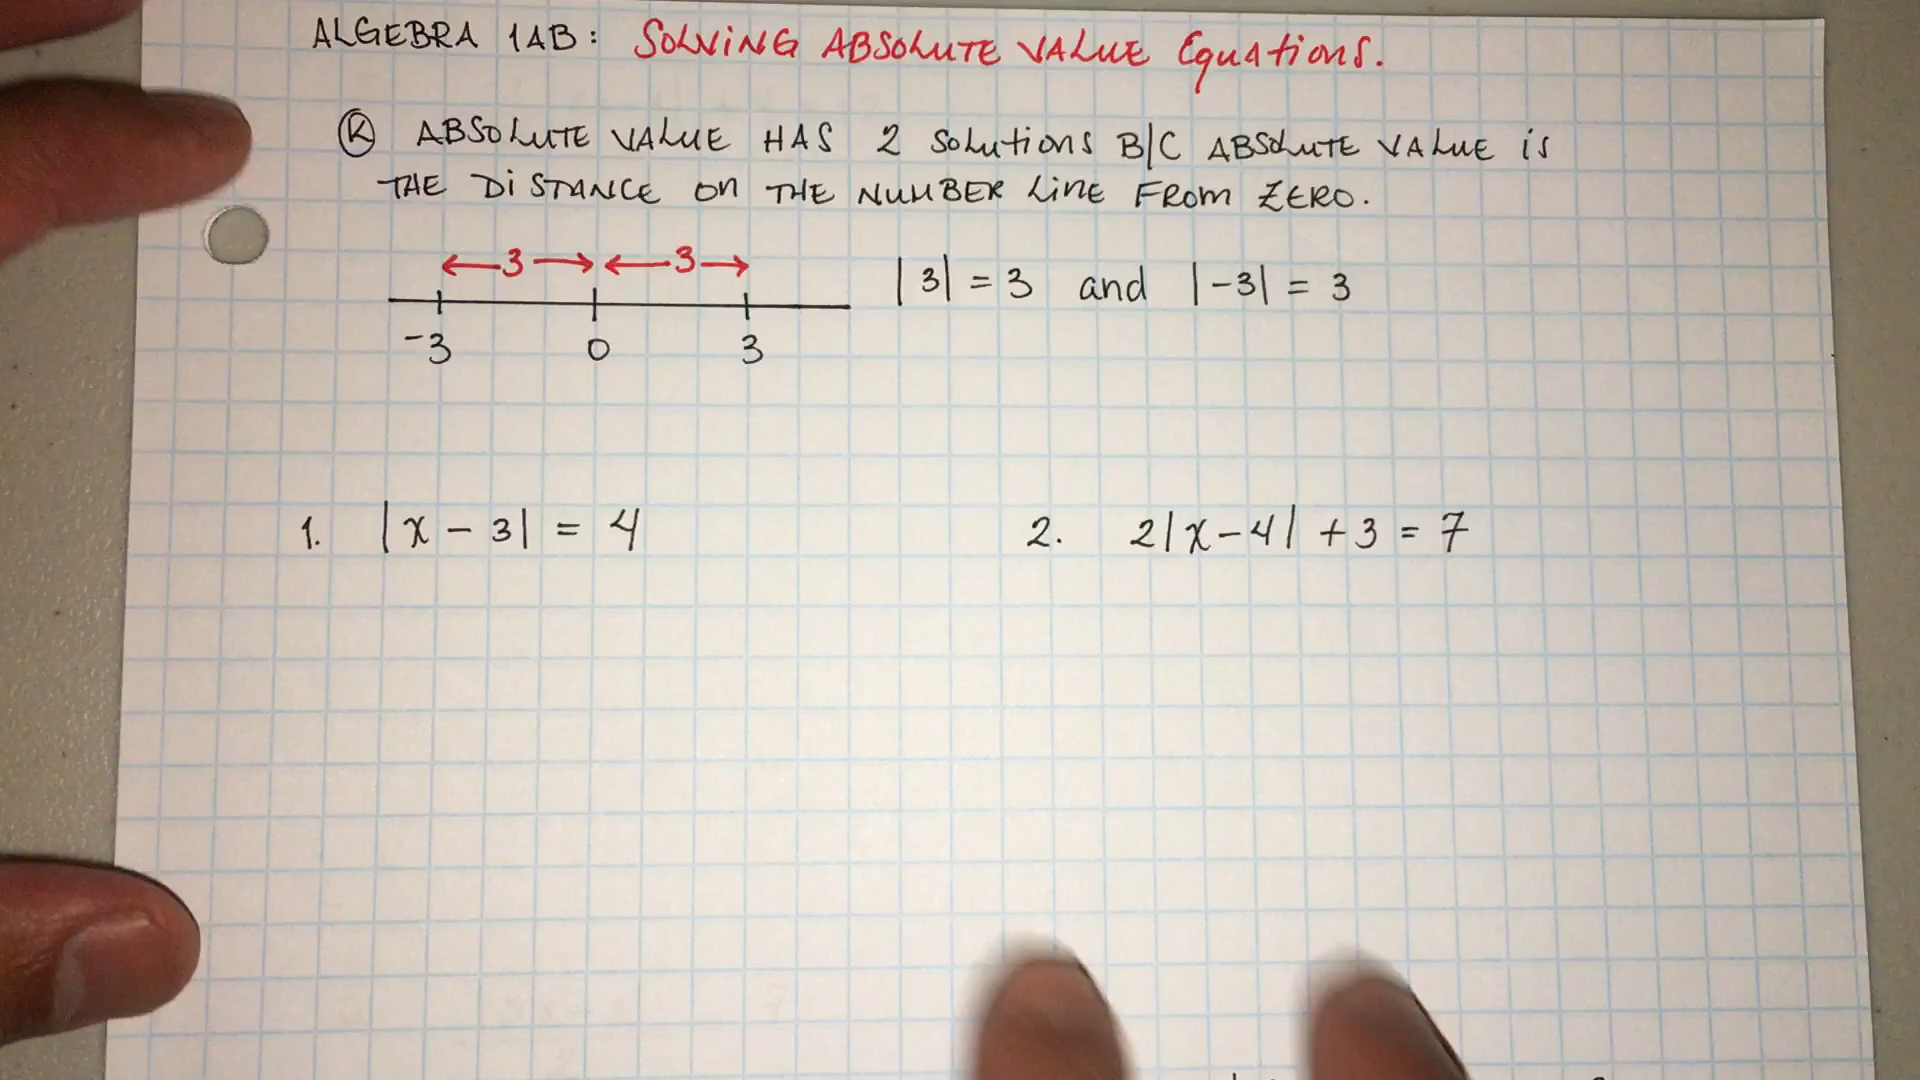 ALGEBRA 1AB: SOLVING ABSOLUTE VALUE Equations.
Ⓚ ABSOLUTE VALUE HAS 2 Solutions B/C ABSOLUTE VALUE is
THE DISTANCE on THE NUMBER LINE FROM ZERO.
←3→ ←3→
|3| = 3 and |-3| = 3
-3 0 3
1. |x - 3| = 4
2. 2|x-4| + 3 = 7